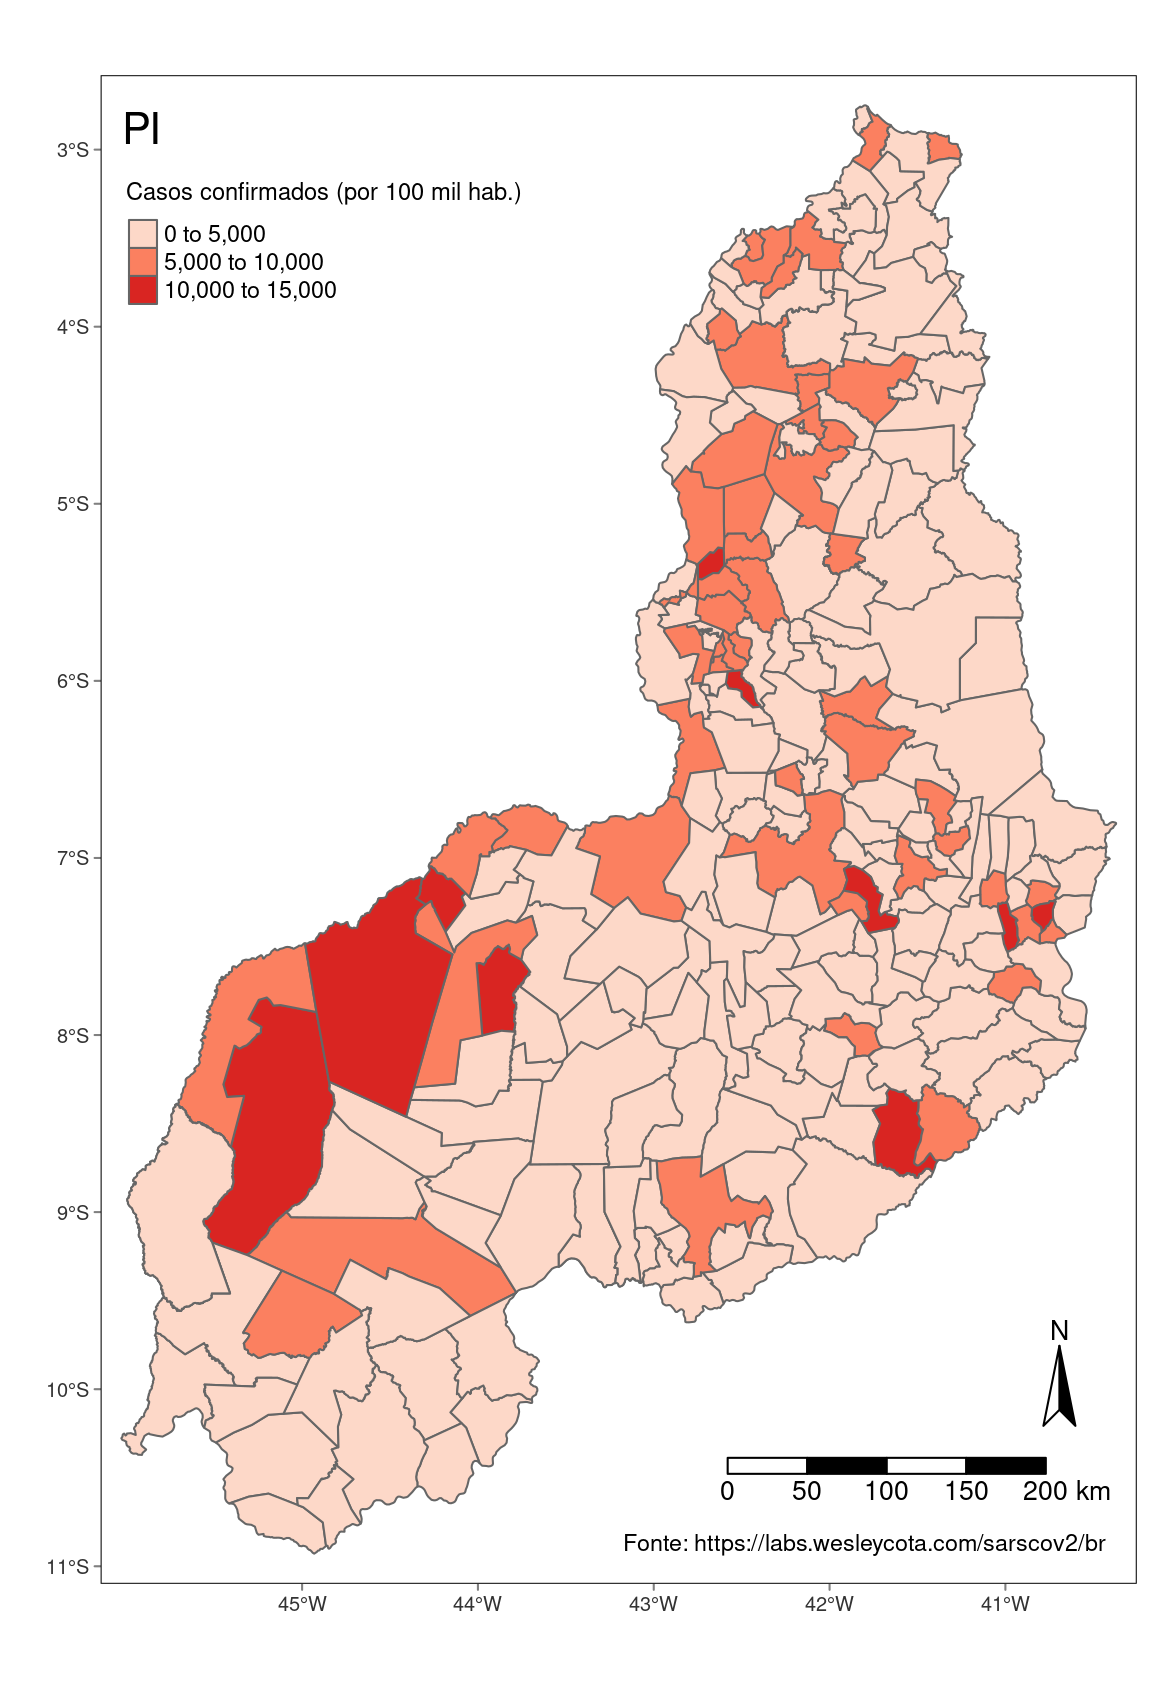 PI
Casos confirmados (por 100 mil hab.)
0 to 5,000
5,000 to 10,000
10,000 to 15,000
3°S
4°S
5°S
6°S
7°S
8°S
9°S
10°S
11°S
N
0 50 100 150 200 km
Fonte: https://labs.wesleycota.com/sarscov2/br
45°W 44°W 43°W 42°W 41°W